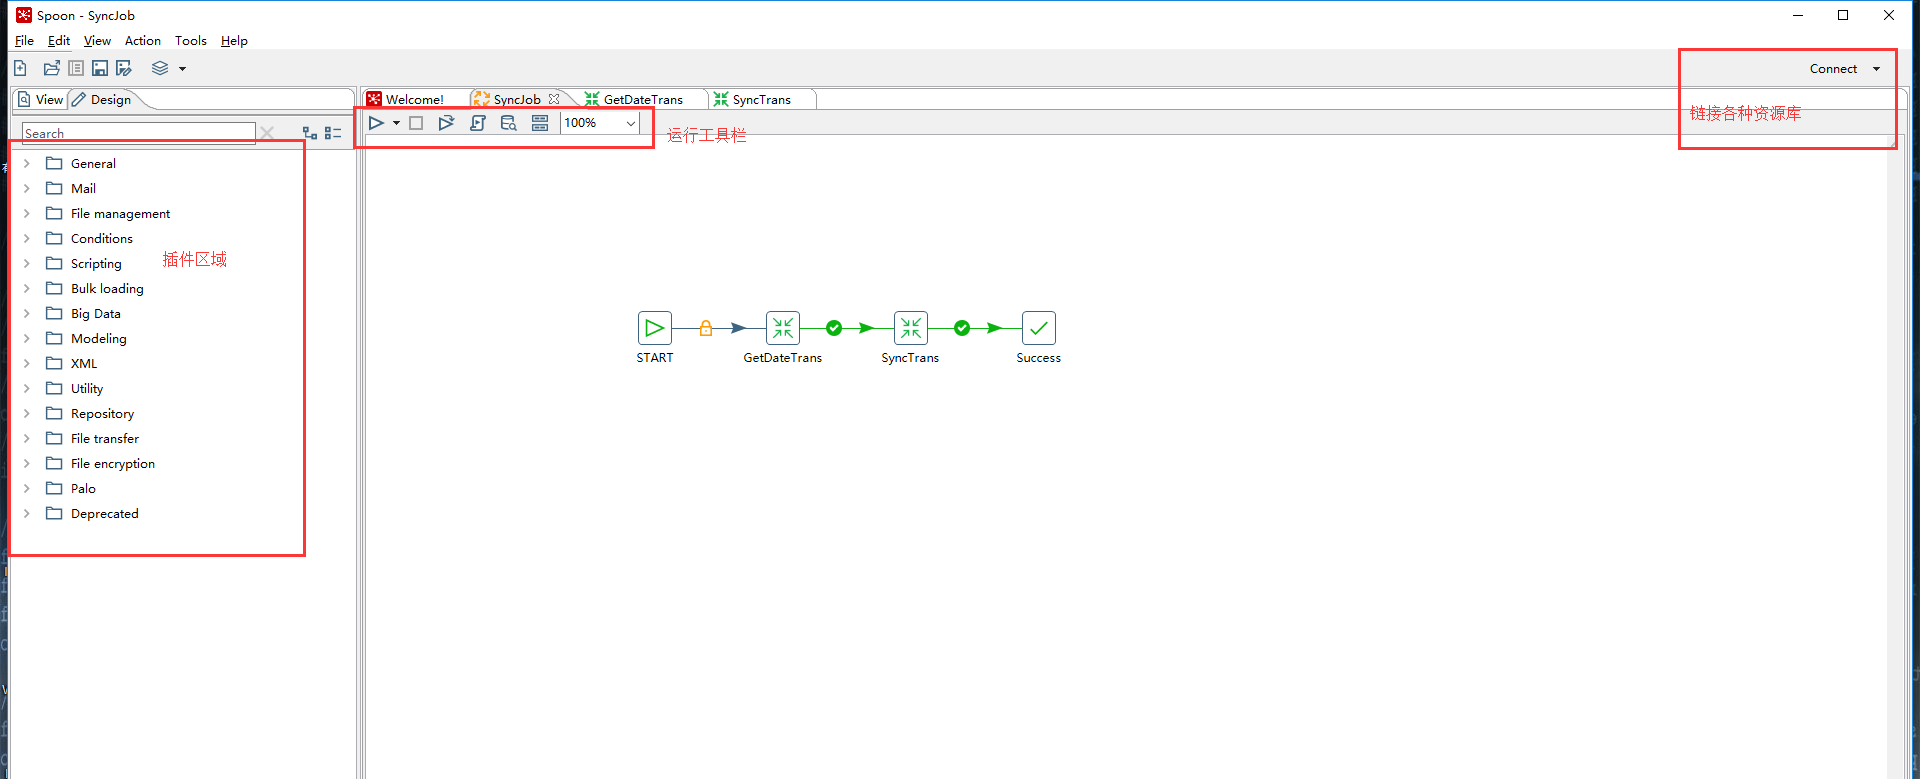 Spoon - SyncJob
File Edit View Action Tools Help
Connect
View Design
Welcome! SyncJob GetDateTrans SyncTrans
链接各种资源库
Search
100%
运行工具栏
General
Mail
File management
Conditions
插件区域
Scripting
Bulk loading
Big Data
Modeling
XML
Utility
Repository
File transfer
File encryption
Palo
Deprecated
START GetDateTrans SyncTrans Success